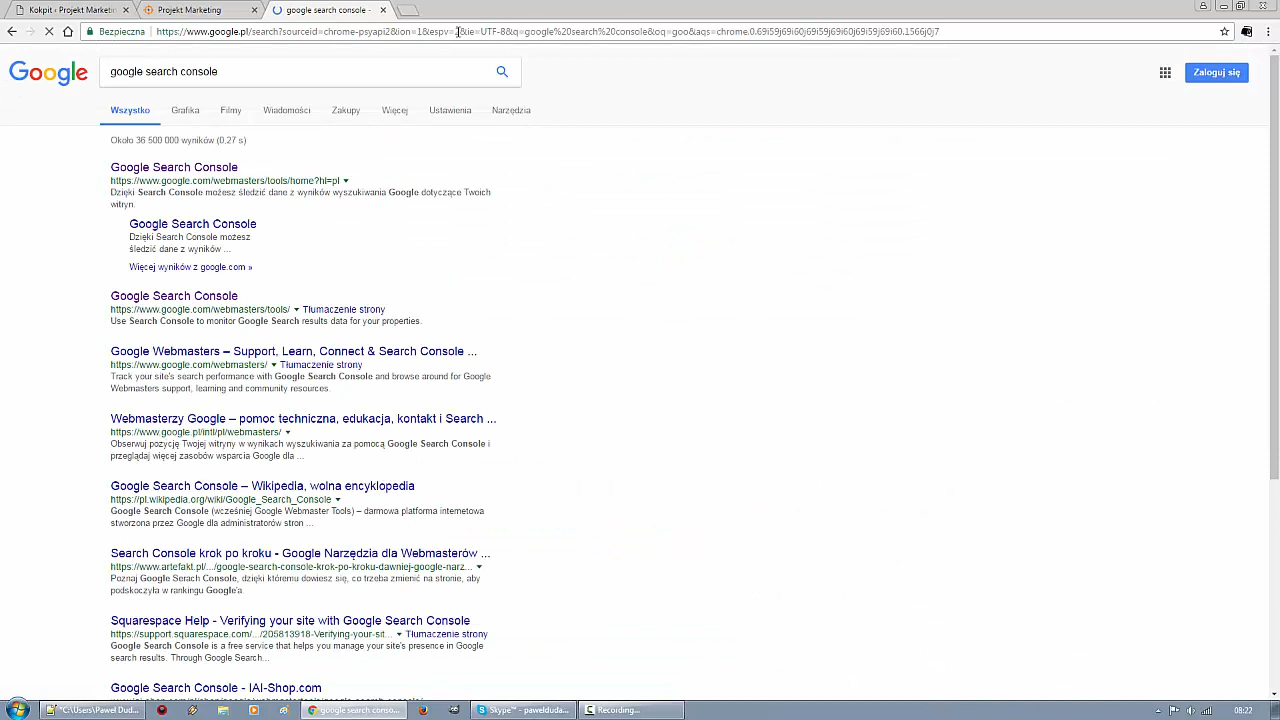 Kokpit ‹ Projekt Marketin
Projekt Marketing
google search console -
Bezpieczna
https://www.google.pl/search?sourceid=chrome-psyapi2&ion=1&espv=2&ie=UTF-8&q=google%20search%20console&oq=goo&aqs=chrome.0.69i59j69i60j69i59j69i60j69i59j69i60.1566j0j7
Google
google search console
Zaloguj się
Wszystko Grafika Filmy Wiadomości Zakupy Więcej Ustawienia Narzędzia
Około 36 500 000 wyników (0,27 s)
Google Search Console
https://www.google.com/webmasters/tools/home?hl=pl
Dzięki Search Console możesz śledzić dane z wyników wyszukiwania Google dotyczące Twoich
witryn.
Google Search Console
Dzięki Search Console możesz
śledzić dane z wyników ...
Więcej wyników z google.com »
Google Search Console
https://www.google.com/webmasters/tools/ Tłumaczenie strony
Use Search Console to monitor Google Search results data for your properties.
Google Webmasters – Support, Learn, Connect & Search Console ...
https://www.google.com/webmasters/ Tłumaczenie strony
Track your site's search performance with Google Search Console and browse around for Google
Webmasters support, learning and community resources.
Webmasterzy Google – pomoc techniczna, edukacja, kontakt i Search ...
https://www.google.pl/intl/pl/webmasters/
Obserwuj pozycję Twojej witryny w wynikach wyszukiwania za pomocą Google Search Console i
przeglądaj więcej zasobów wsparcia Google dla ...
Google Search Console – Wikipedia, wolna encyklopedia
https://pl.wikipedia.org/wiki/Google_Search_Console
Google Search Console (wcześniej Google Webmaster Tools) – darmowa platforma internetowa
stworzona przez Google dla administratorów stron ...
Search Console krok po kroku - Google Narzędzia dla Webmasterów ...
https://www.artefakt.pl/.../google-search-console-krok-po-kroku-dawniej-google-narz...
Poznaj Google Serach Console, dzięki któremu dowiesz się, co trzeba zmienić na stronie, aby
podskoczyła w rankingu Google'a.
Squarespace Help - Verifying your site with Google Search Console
https://support.squarespace.com/.../205813918-Verifying-your-sit... Tłumaczenie strony
Google Search Console is a free service that helps you manage your site's presence in Google
search results. Through Google Search...
Google Search Console - IAI-Shop.com
*C:\Users\Paweł Dud...
google search conso...
Skype™ - pawelduda...
Recording...
08:22